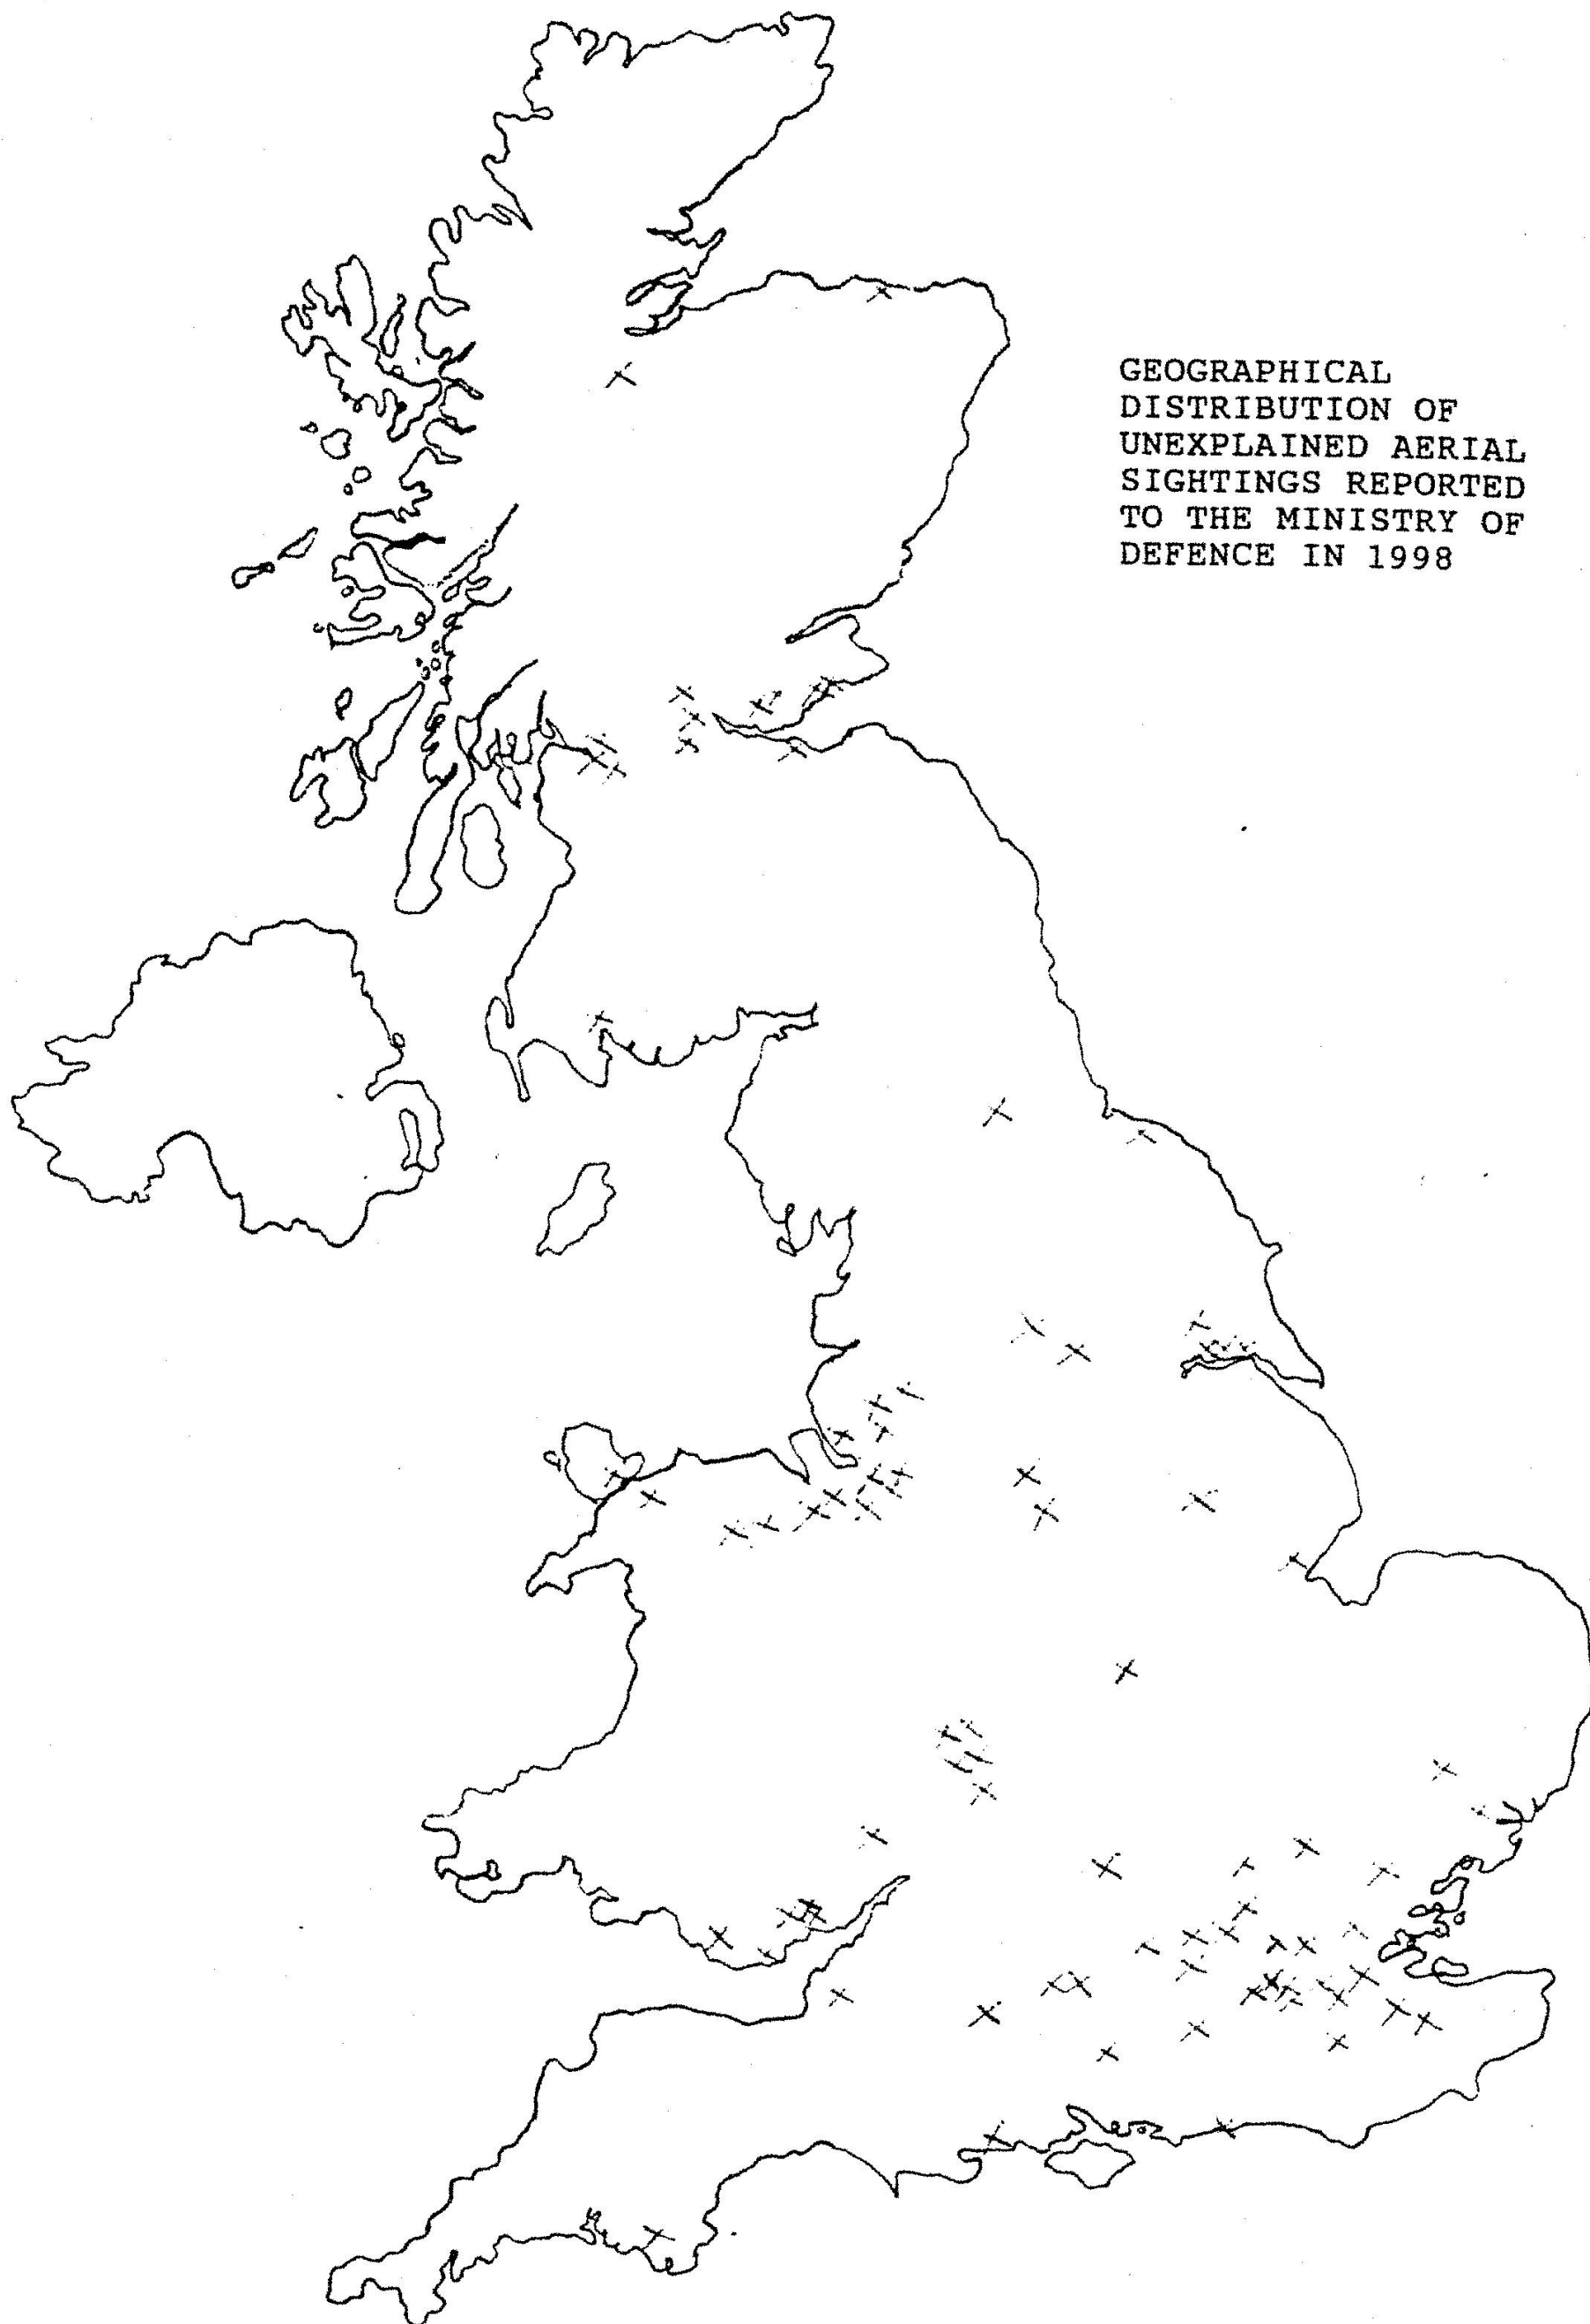 GEOGRAPHICAL
DISTRIBUTION OF
UNEXPLAINED AERIAL
SIGHTINGS REPORTED
TO THE MINISTRY OF
DEFENCE IN 1998